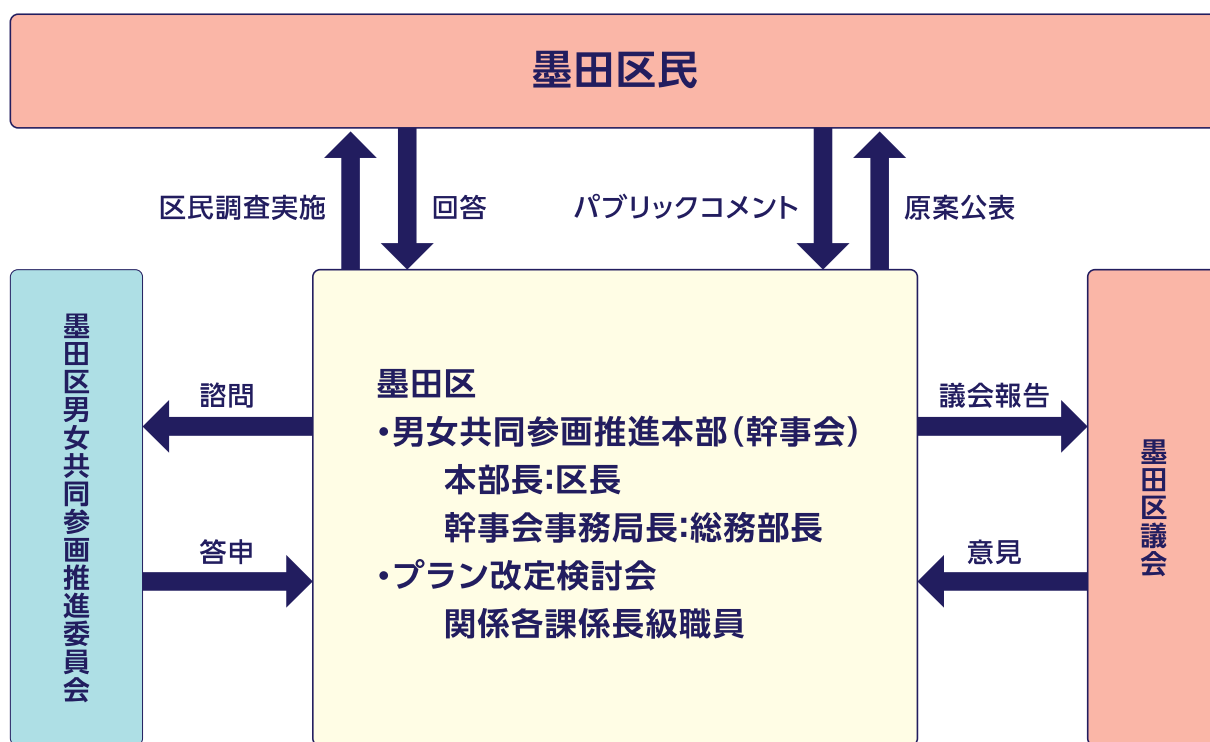 墨田区民
区民調査実施
回答
パブリックコメント
原案公表
墨田区男女共同参画推進委員会
諮問
答申
墨田区
・男女共同参画推進本部（幹事会）
本部長：区長
幹事会事務局長：総務部長
・プラン改定検討会
関係各課係長級職員
議会報告
意見
墨田区議会